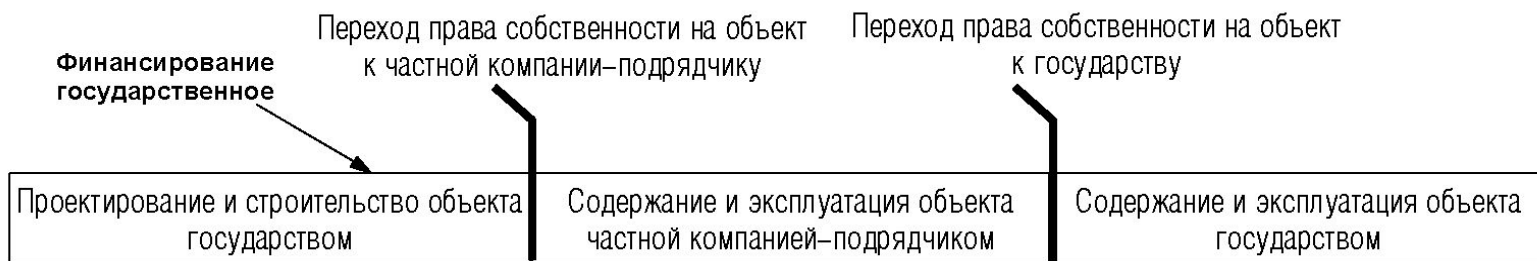 Переход права собственности на объект
к частной компании–подрядчику
Переход права собственности на объект
к государству
Финансирование
государственное
Проектирование и строительство объекта
государством
Содержание и эксплуатация объекта
частной компанией–подрядчиком
Содержание и эксплуатация объекта
государством